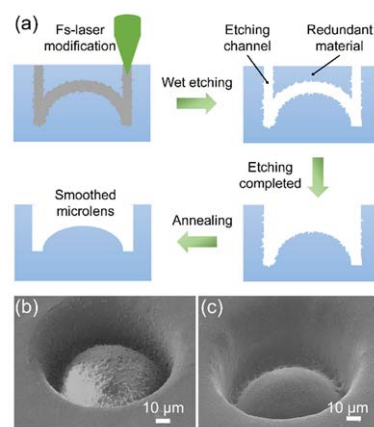 (a)
Fs-laser
modification
Etching
channel
Redundant
material
Wet etching
Etching
completed
Smoothed
microlens
Annealing
(b)
10 µm
(c)
10 µm